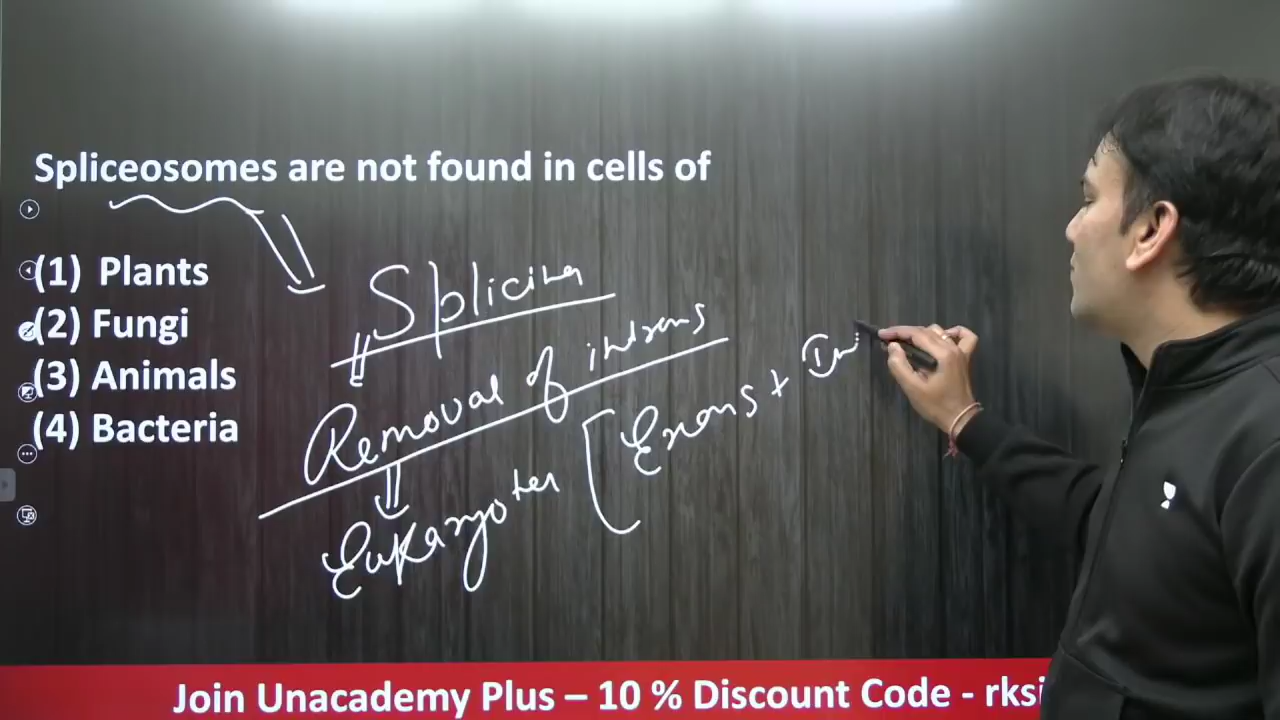 Spliceosomes are not found in cells of
(1) Plants
(2) Fungi
(3) Animals
(4) Bacteria
Splicing
Removal of introns
Eukaryotes [Exons + In
Join Unacademy Plus – 10 % Discount Code - rksi